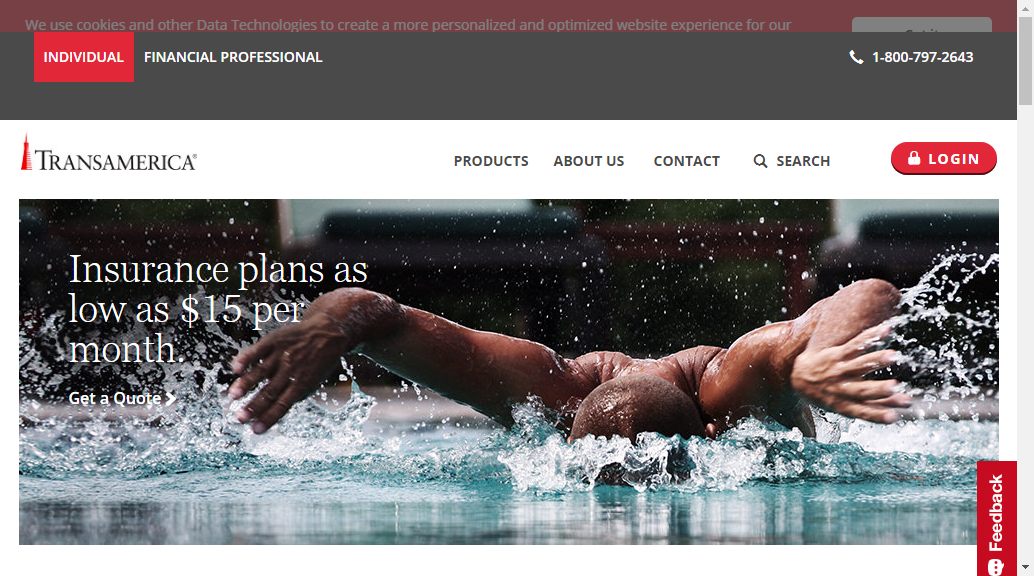 We use cookies and other Data Technologies to create a more personalized and optimized website experience for our
INDIVIDUAL
FINANCIAL PROFESSIONAL
1-800-797-2643
TRANSAMERICA®
PRODUCTS
ABOUT US
CONTACT
SEARCH
LOGIN
Insurance plans as
low as $15 per
month.
Get a Quote
Feedback